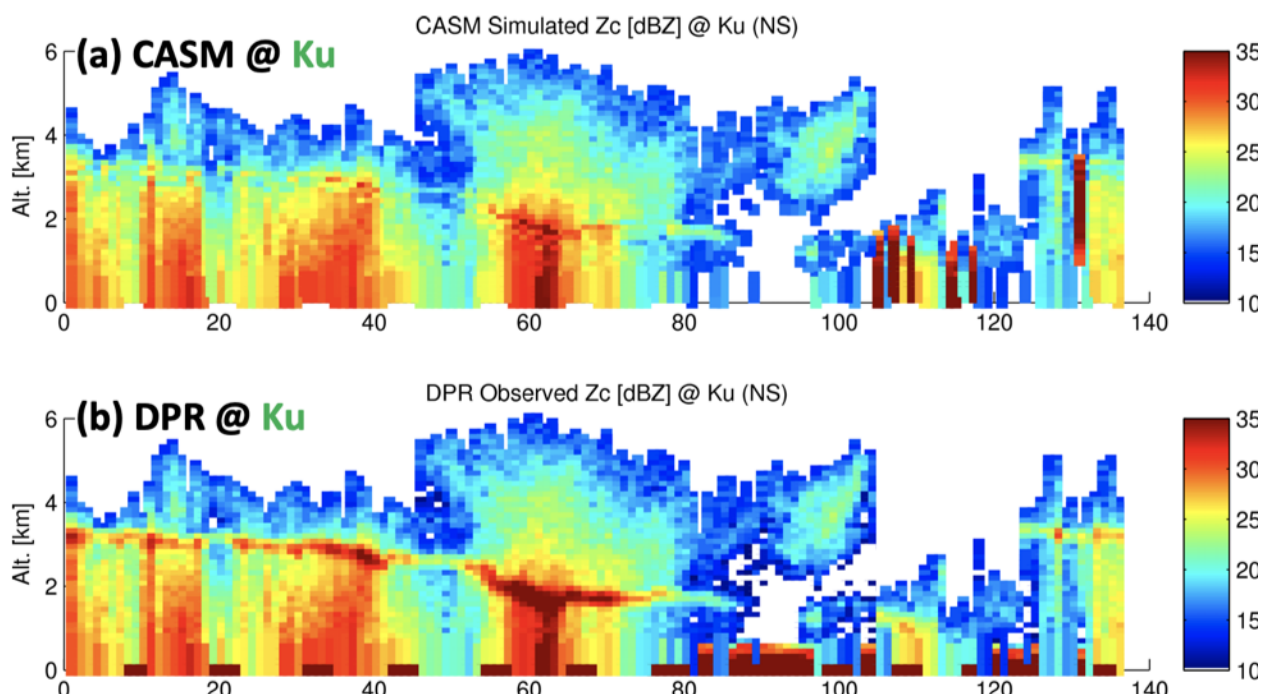 CASM Simulated Zc [dBZ] @ Ku (NS)
(a) CASM @ Ku
Alt. [km]
6
4
2
0
0 20 40 60 80 100 120 140
35
30
25
20
15
10
DPR Observed Zc [dBZ] @ Ku (NS)
(b) DPR @ Ku
Alt. [km]
6
4
2
0
0 20 40 60 80 100 120 140
35
30
25
20
15
10